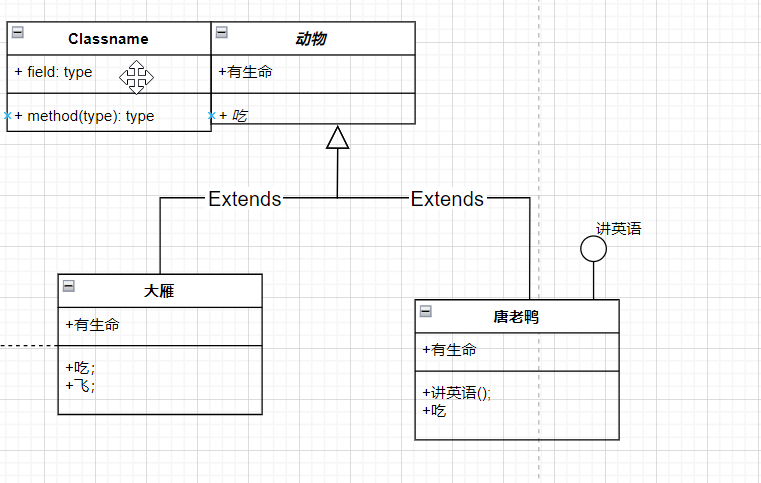 Classname
+ field: type
+ method(type): type
动物
+有生命
+ 吃
Extends
Extends
讲英语
大雁
+有生命
+吃;
+飞;
唐老鸭
+有生命
+讲英语();
+吃